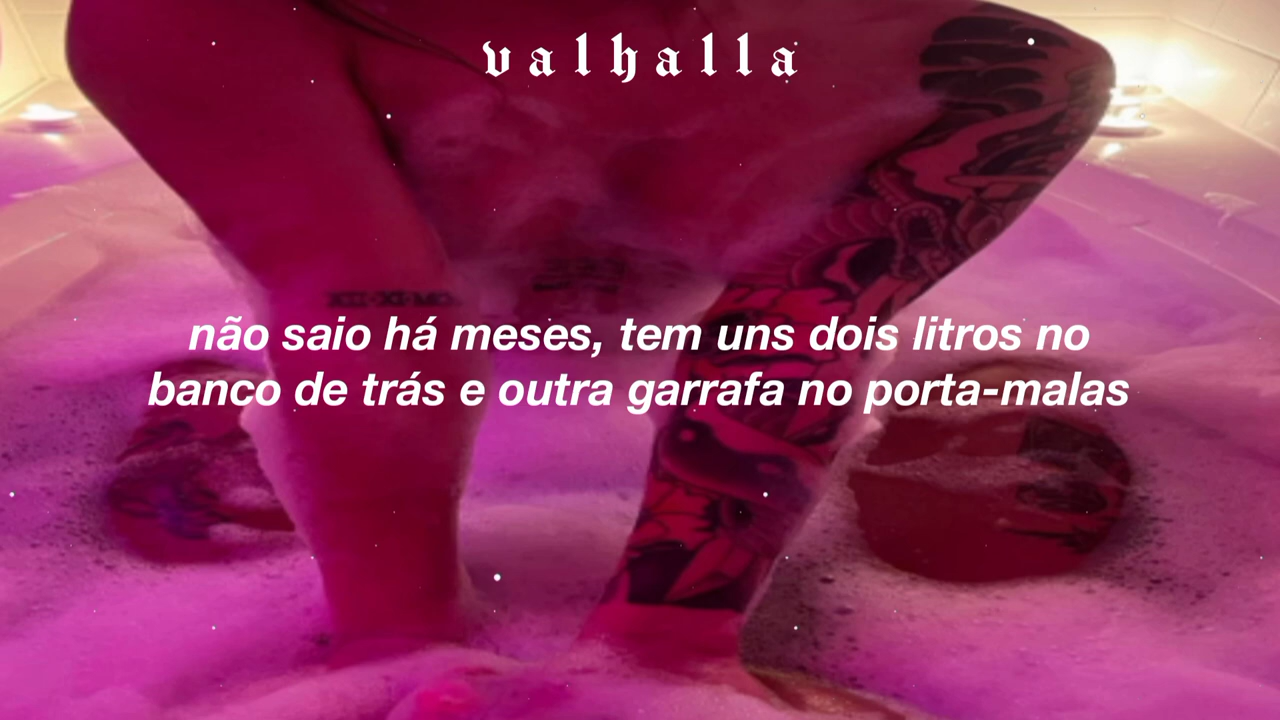 valhalla
não saio há meses, tem uns dois litros no
banco de trás e outra garrafa no porta-malas